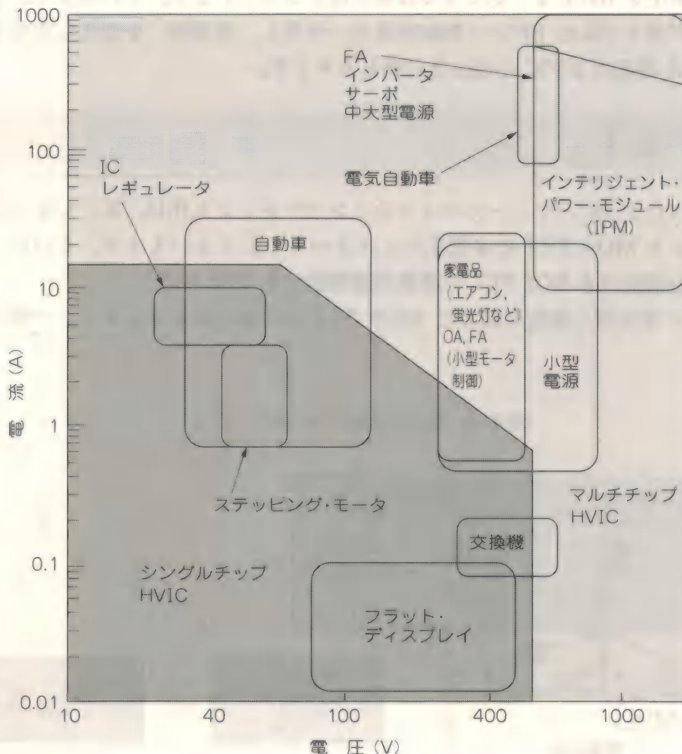 1000
100
10
1
0.1
0.01
電 流 (A)
FA
インバータ
サーボ
中大型電源
電気自動車
インテリジェント・
パワー・モジュール
(IPM)
IC
レギュレータ
自動車
家電品
(エアコン,
蛍光灯など)
OA, FA
(小型モータ
制御)
小型
電源
ステッピング・モータ
マルチチップ
HVIC
交換機
シングルチップ
HVIC
フラット・
ディスプレイ
10
40
100
400
1000
電 圧 (V)